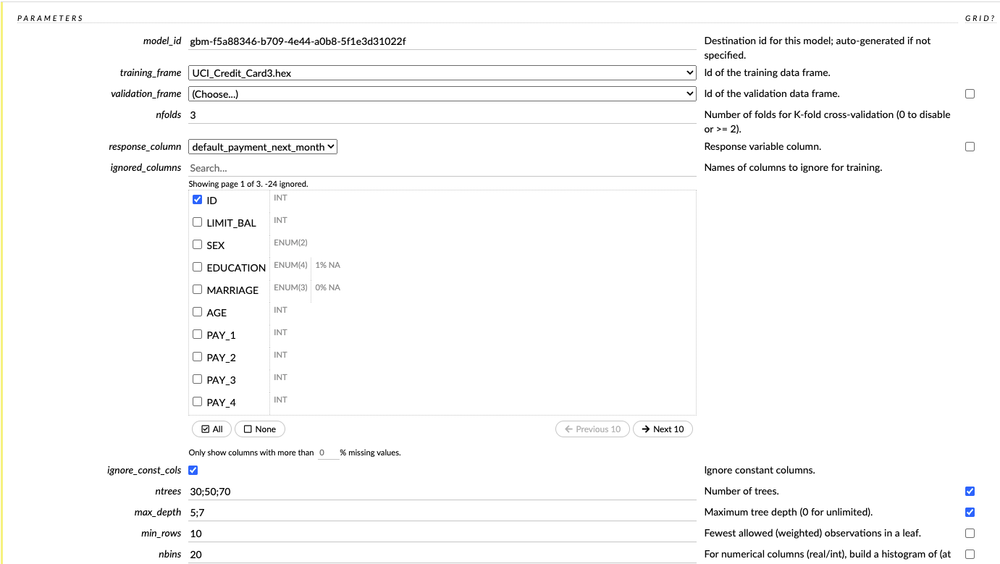 PARAMETERS GRID?
model_id gbm-f5a88346-b709-4e44-a0b8-5f1e3d31022f Destination id for this model; auto-generated if not
specified.
training_frame UCI_Credit_Card3.hex Id of the training data frame.
validation_frame (Choose...) Id of the validation data frame.
nfolds 3 Number of folds for K-fold cross-validation (0 to disable
or >= 2).
response_column default_payment_next_month Response variable column.
ignored_columns Search... Names of columns to ignore for training.
Showing page 1 of 3. -24 ignored.
ID INT
LIMIT_BAL INT
SEX ENUM(2)
EDUCATION ENUM(4) 1% NA
MARRIAGE ENUM(3) 0% NA
AGE INT
PAY_1 INT
PAY_2 INT
PAY_3 INT
PAY_4 INT
All None Previous 10 Next 10
Only show columns with more than 0 % missing values.
ignore_const_cols Ignore constant columns.
ntrees 30;50;70 Number of trees.
max_depth 5;7 Maximum tree depth (0 for unlimited).
min_rows 10 Fewest allowed (weighted) observations in a leaf.
nbins 20 For numerical columns (real/int), build a histogram of (at